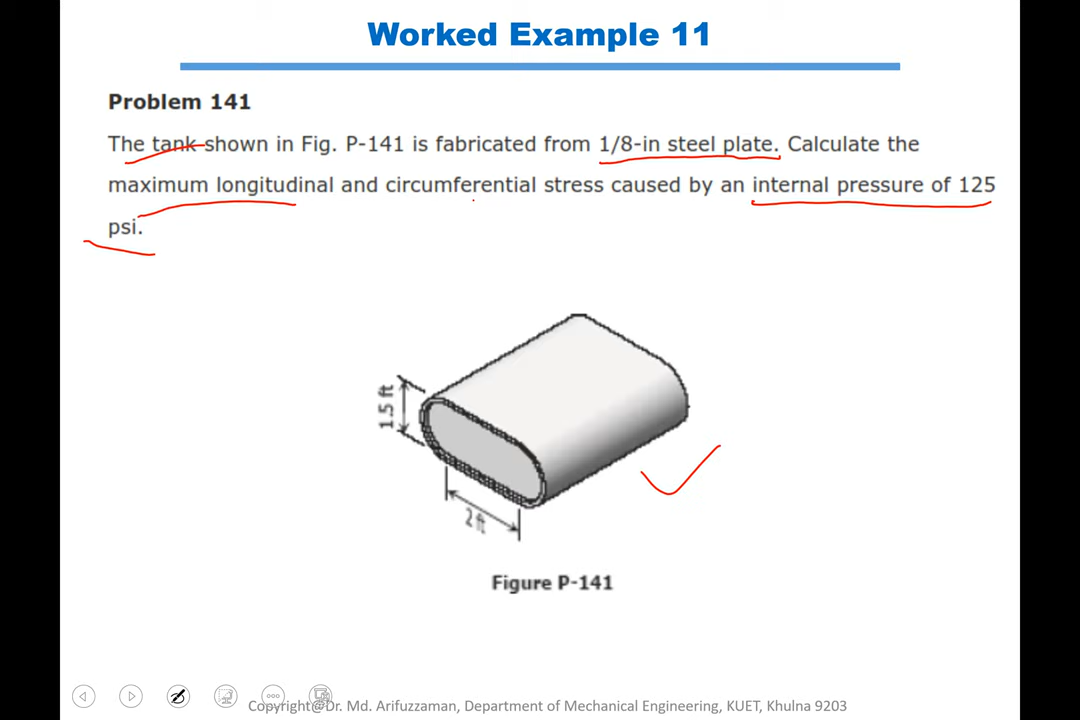 Worked Example 11
Problem 141
The tank shown in Fig. P-141 is fabricated from 1/8-in steel plate. Calculate the
maximum longitudinal and circumferential stress caused by an internal pressure of 125
psi.
1.5 ft
2 ft
Figure P-141
Copyright@Dr. Md. Arifuzzaman, Department of Mechanical Engineering, KUET, Khulna 9203